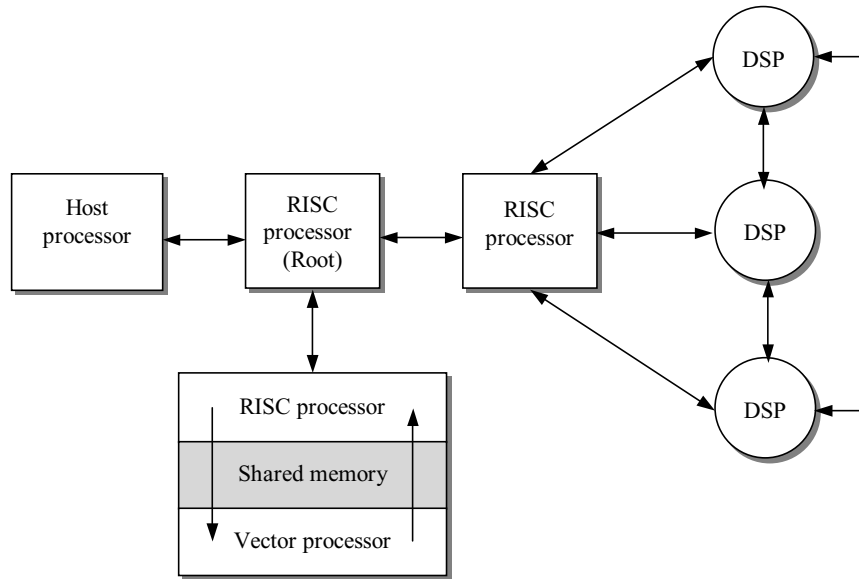 DSP
Host
processor
RISC
processor
(Root)
RISC
processor
DSP
RISC processor
Shared memory
Vector processor
DSP